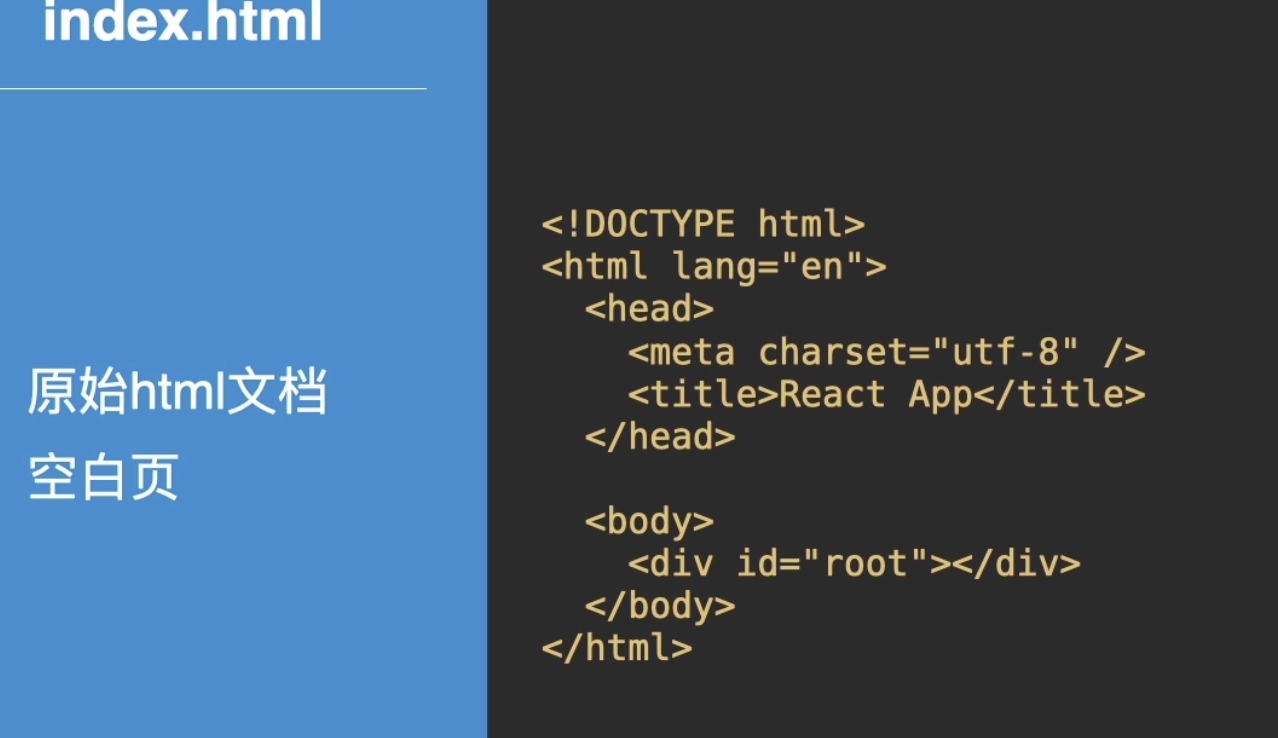 index.html
原始html文档
空白页
<!DOCTYPE html>
<html lang="en">
  <head>
    <meta charset="utf-8" />
    <title>React App</title>
  </head>
  <body>
    <div id="root"></div>
  </body>
</html>